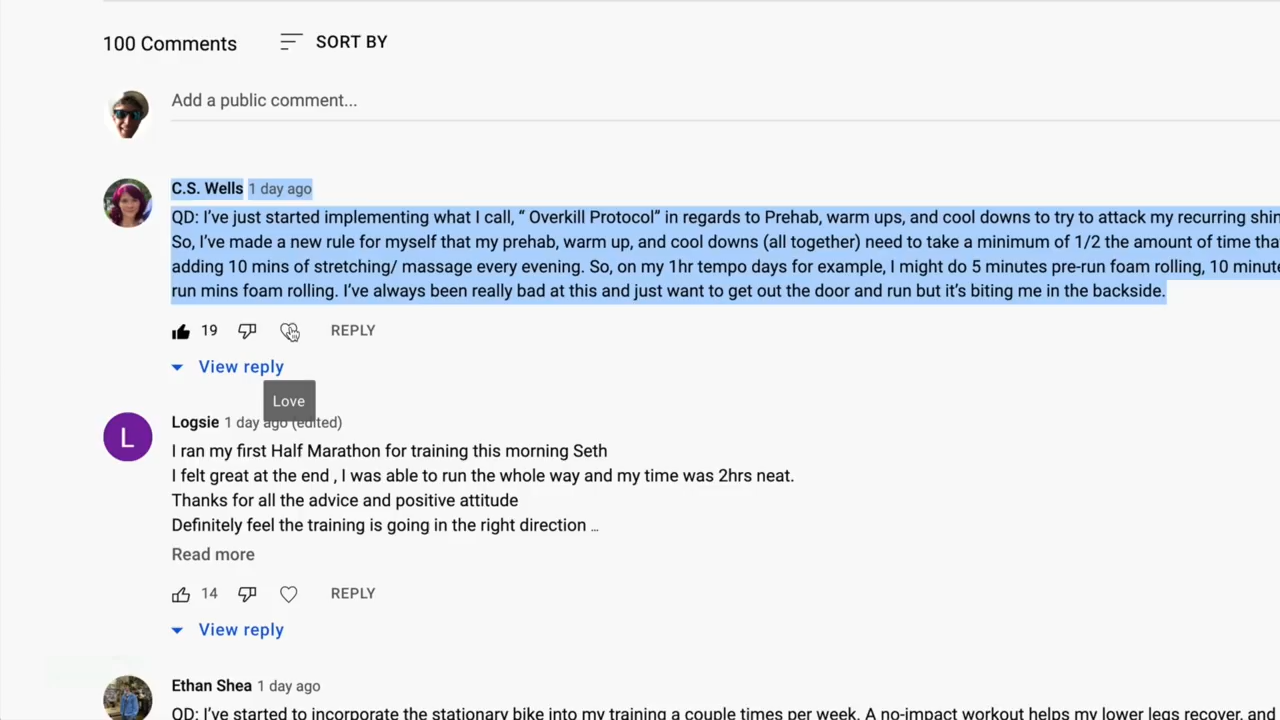 100 Comments
SORT BY
Add a public comment...
C.S. Wells 1 day ago
QD: I’ve just started implementing what I call, “ Overkill Protocol” in regards to Prehab, warm ups, and cool downs to try to attack my recurring shin
So, I’ve made a new rule for myself that my prehab, warm up, and cool downs (all together) need to take a minimum of 1/2 the amount of time tha
adding 10 mins of stretching/ massage every evening. So, on my 1hr tempo days for example, I might do 5 minutes pre-run foam rolling, 10 minute
run mins foam rolling. I’ve always been really bad at this and just want to get out the door and run but it’s biting me in the backside.
19 REPLY
View reply
Love
Logsie 1 day ago (edited)
I ran my first Half Marathon for training this morning Seth
I felt great at the end , I was able to run the whole way and my time was 2hrs neat.
Thanks for all the advice and positive attitude
Definitely feel the training is going in the right direction ...
Read more
14 REPLY
View reply
L
Ethan Shea 1 day ago
QD: I’ve started to incorporate the stationary bike into my training a couple times per week. A no-impact workout helps my lower legs recover, and